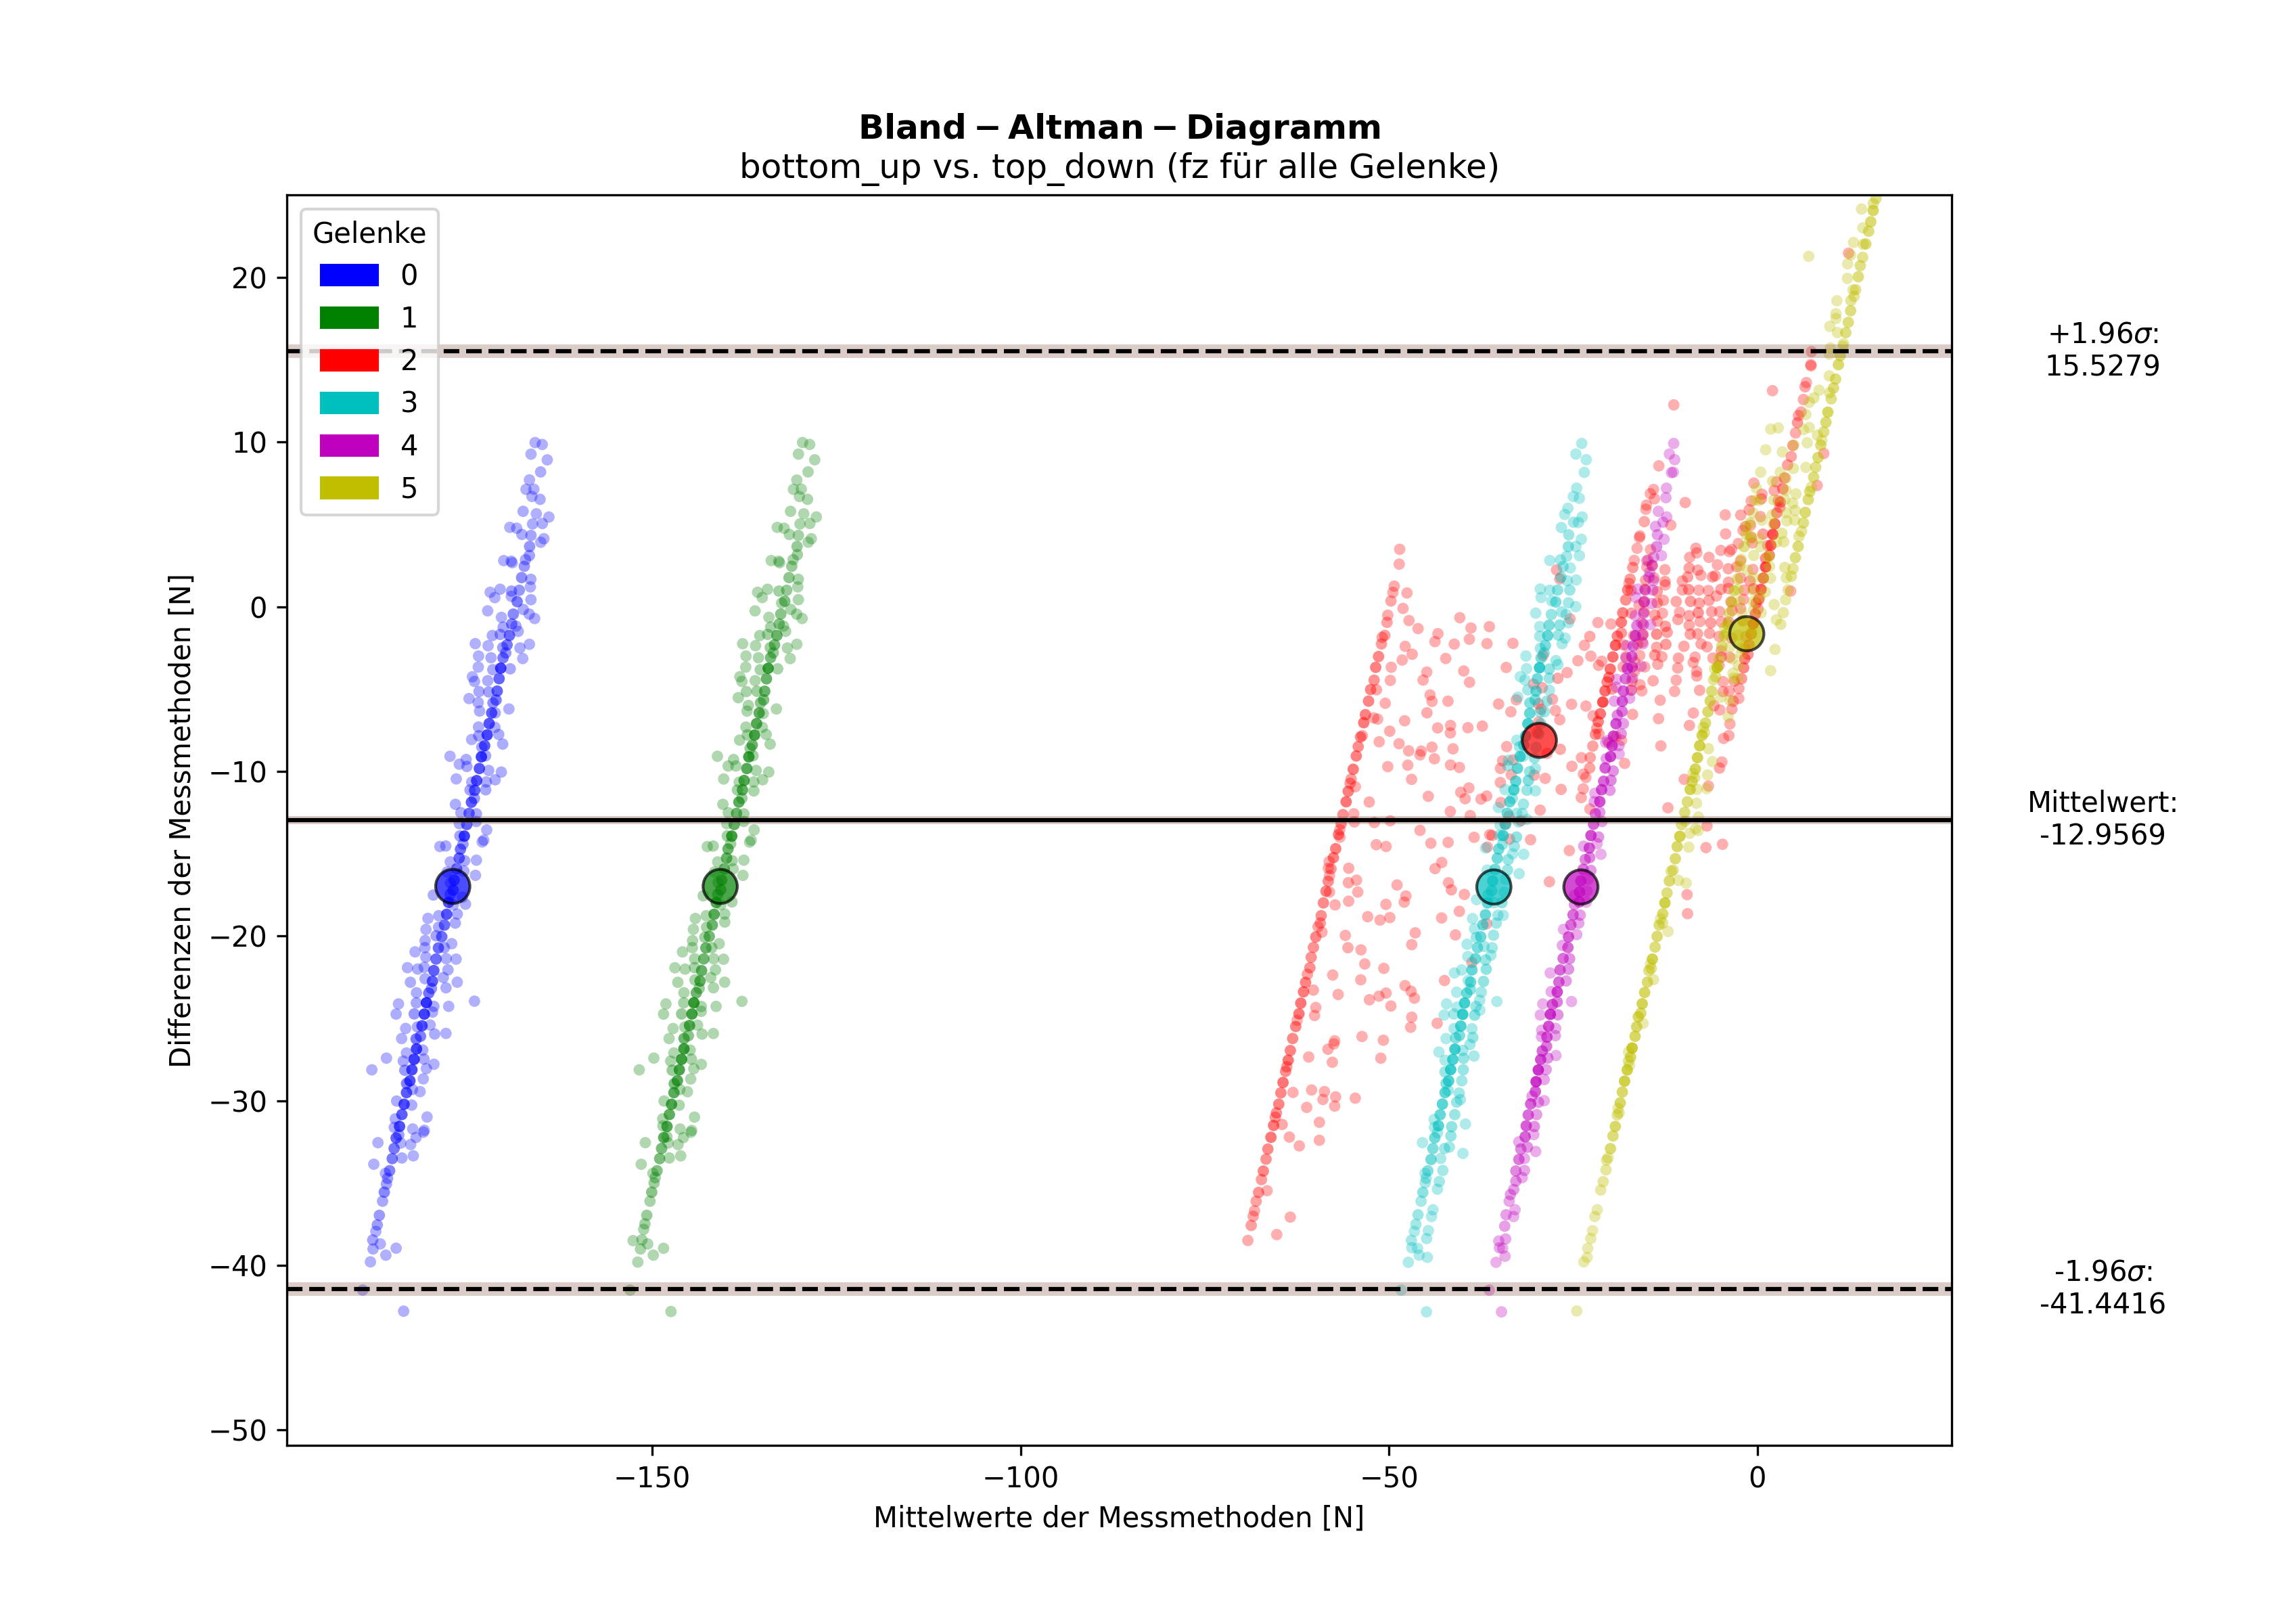 Bland−Altman−Diagramm
bottom_up vs. top_down (fz für alle Gelenke)
Gelenke
0
1
2
3
4
5
20
10
0
−10
−20
−30
−40
−50
Differenzen der Messmethoden [N]
+1.96σ:
15.5279
Mittelwert:
-12.9569
-1.96σ:
-41.4416
−150
−100
−50
0
Mittelwerte der Messmethoden [N]